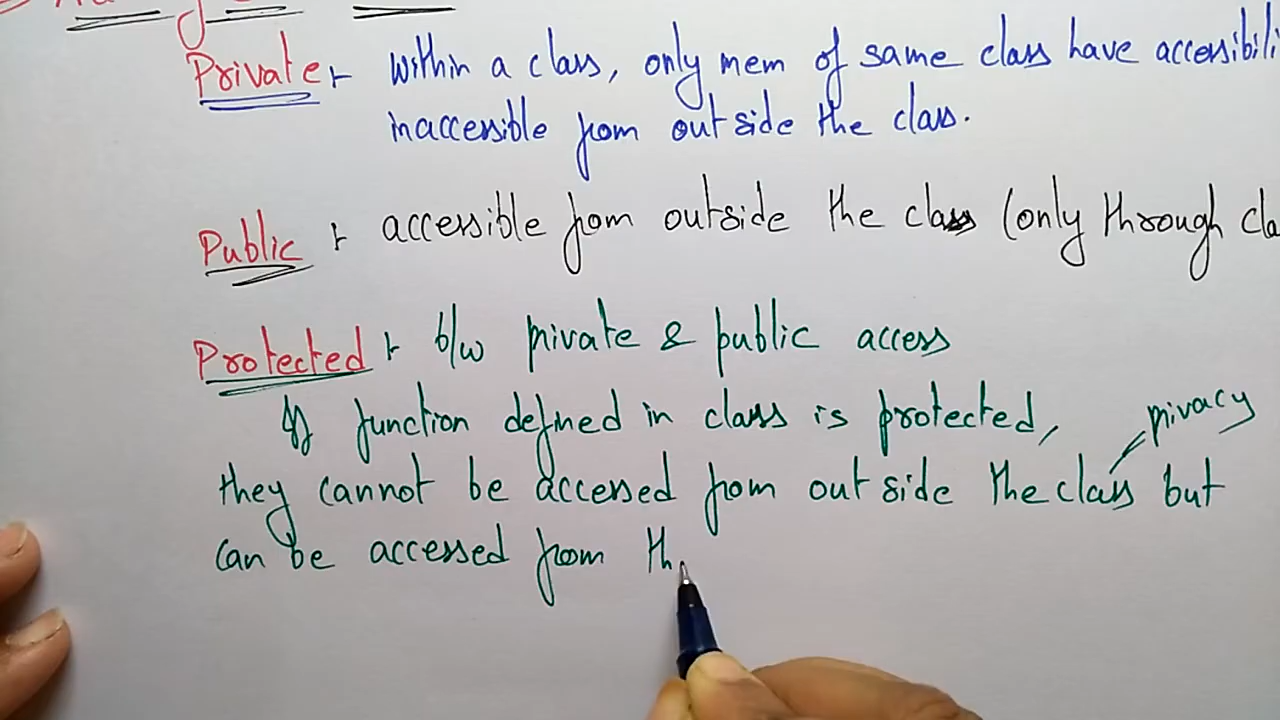 Private :- Within a class, only mem of same class have accessibili
inaccessible from outside the class.
Public :- accessible from outside the class (only through cla
Protected :- b/w private & public access
If function defined in class is protected,
privacy
they cannot be accessed from outside the class but
can be accessed from th